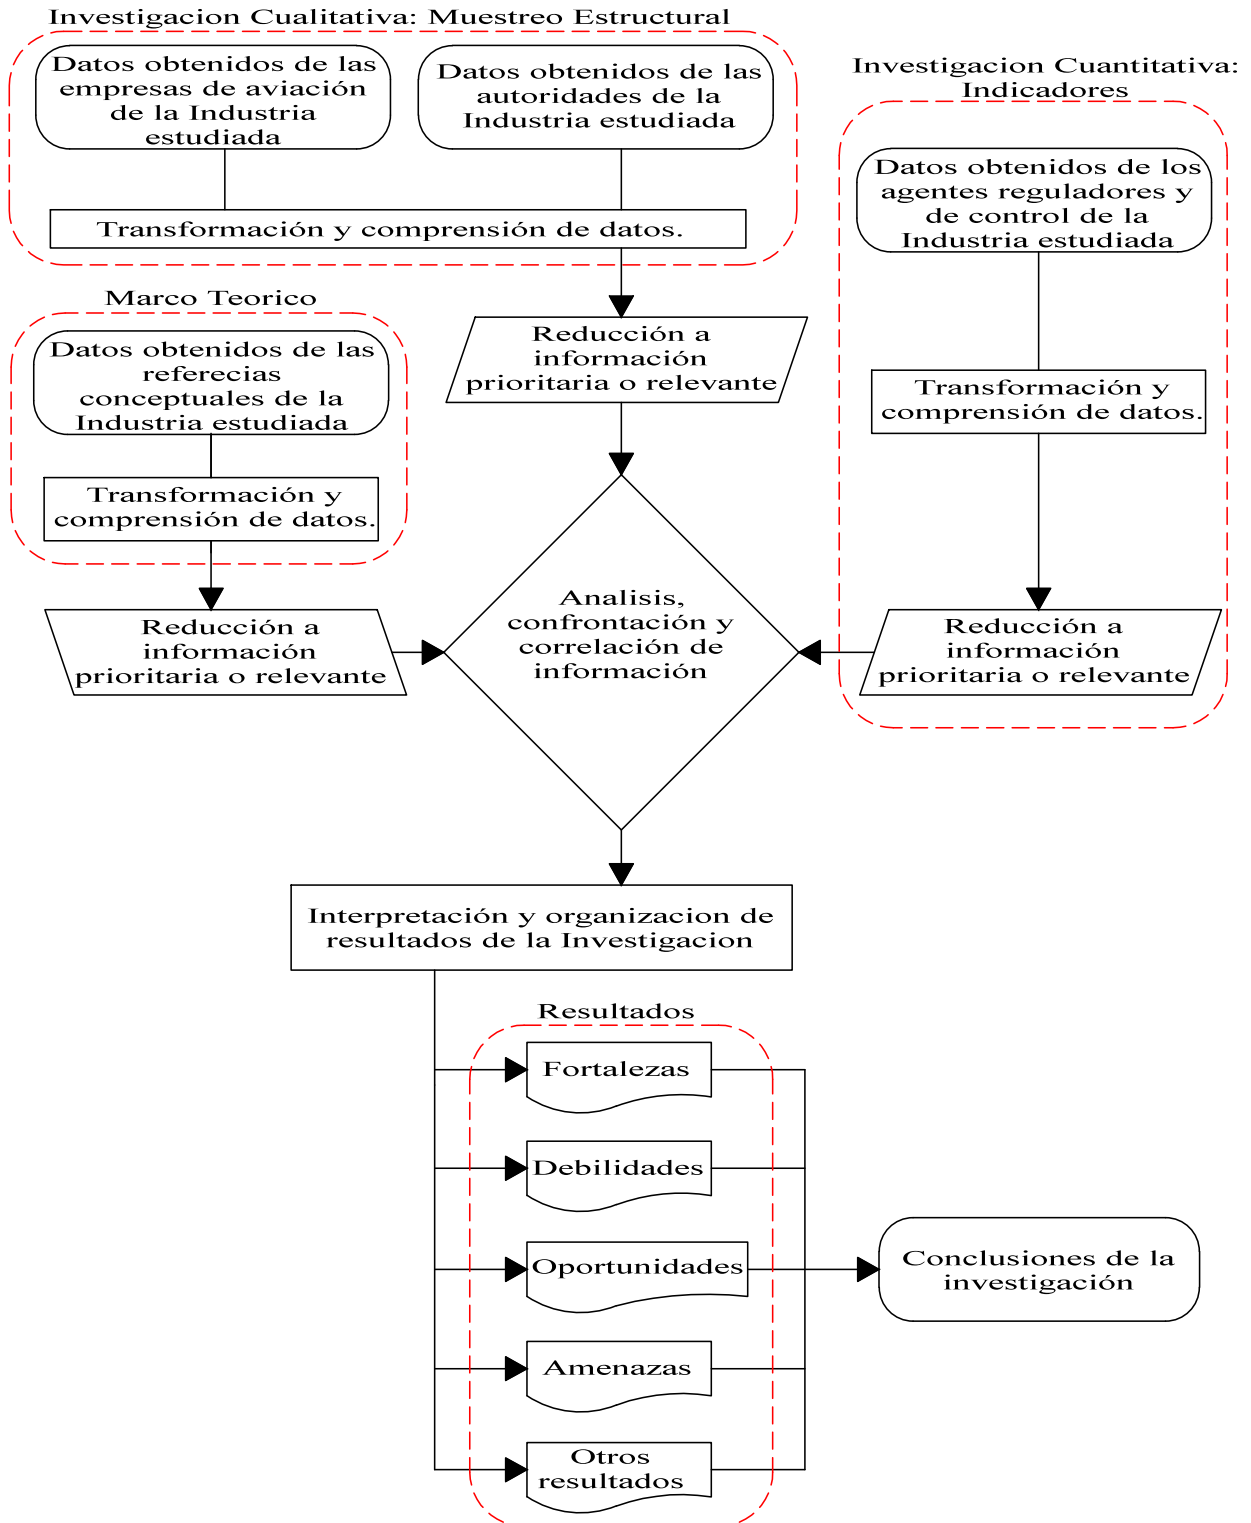 Investigacion Cualitativa: Muestreo Estructural
Datos obtenidos de las
empresas de aviación
de la Industria
estudiada
Datos obtenidos de las
autoridades de la
Industria estudiada
Transformación y comprensión de datos.
Investigacion Cuantitativa:
Indicadores
Datos obtenidos de los
agentes reguladores y
de control de la
Industria estudiada
Transformación y
comprensión de datos.
Reducción a
información
prioritaria o relevante
Marco Teorico
Datos obtenidos de las
referecias
conceptuales de la
Industria estudiada
Transformación y
comprensión de datos.
Reducción a
información
prioritaria o relevante
Analisis,
confrontación y
correlación de
información
Reducción a
información
prioritaria o relevante
Interpretación y organizacion de
resultados de la Investigacion
Resultados
Fortalezas
Debilidades
Oportunidades
Amenazas
Otros
resultados
Conclusiones de la
investigación